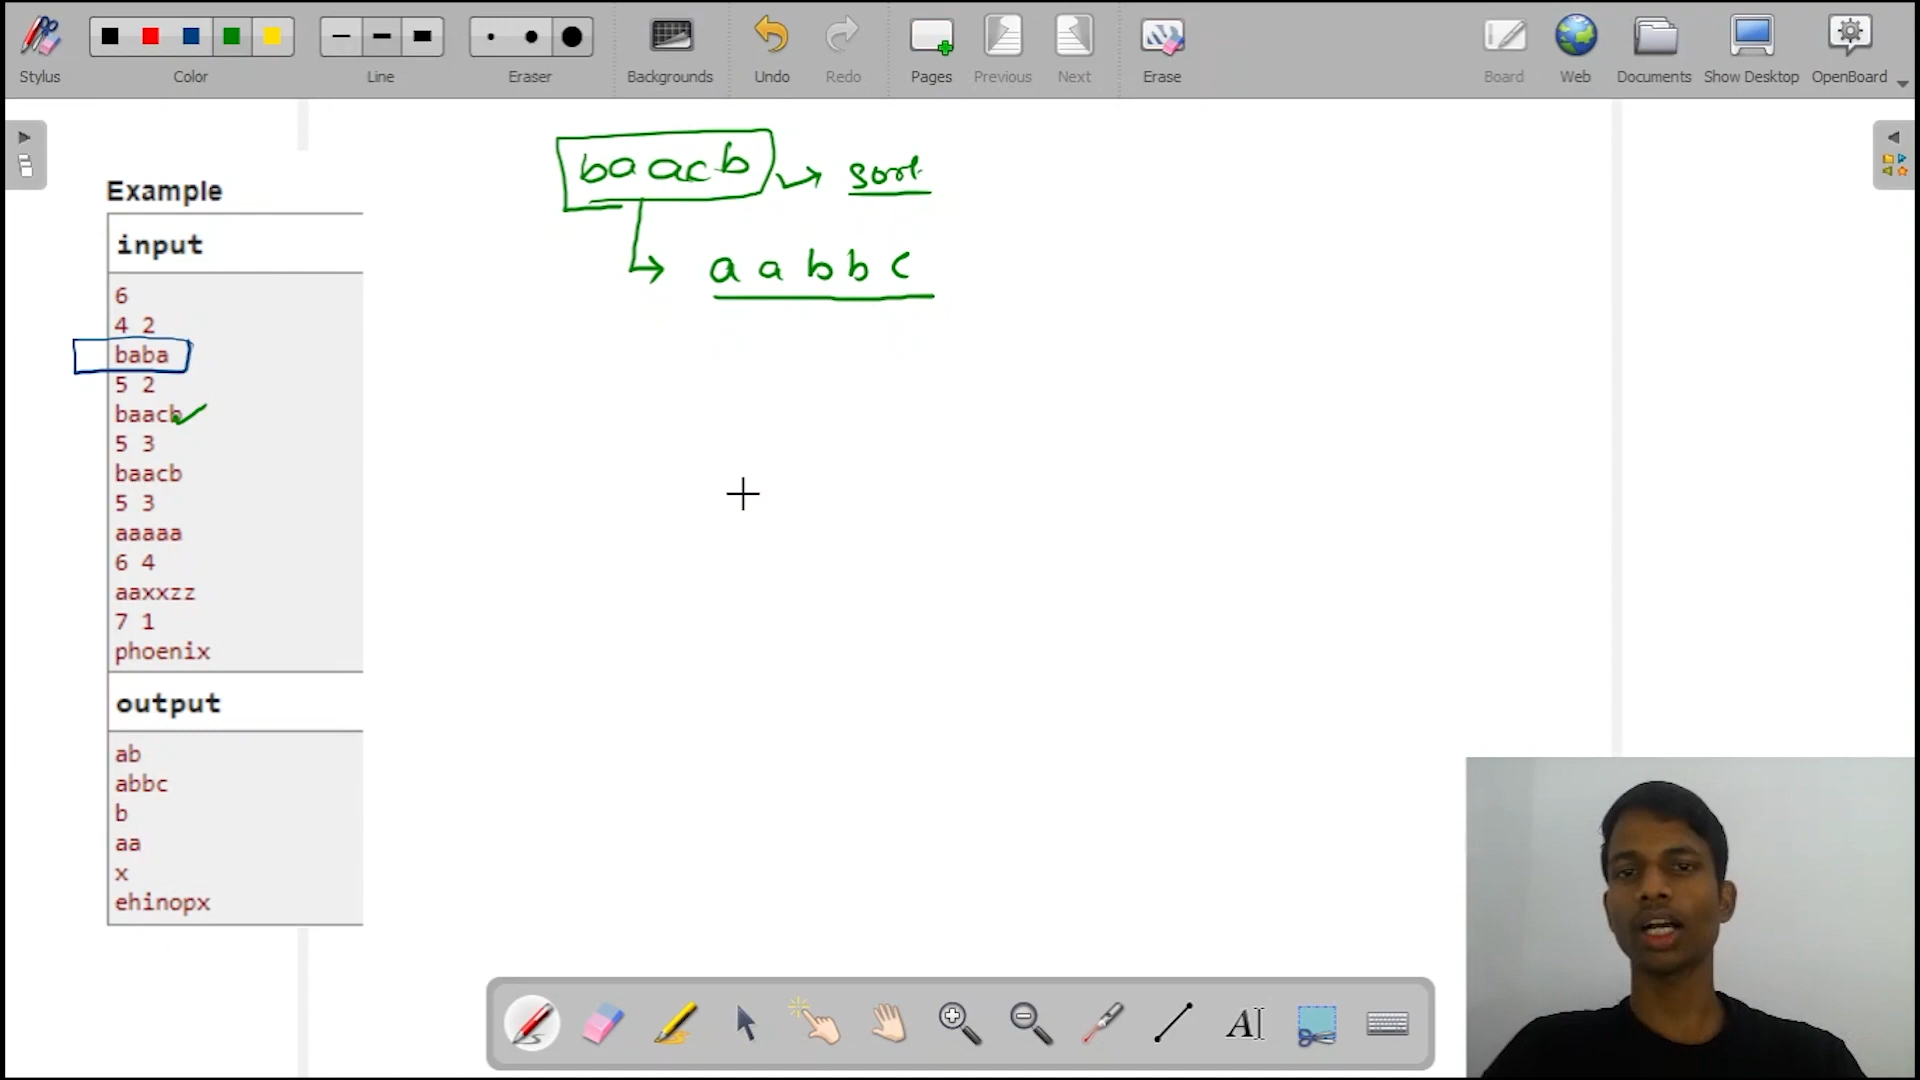 Stylus
Color
Line
Eraser
Backgrounds
Undo
Redo
Pages
Previous
Next
Erase
Board
Web
Documents
Show Desktop
OpenBoard
baacb → sort
→ a a b b c
Example
input
6
4 2
baba
5 2
baacb
5 3
baacb
5 3
aaaaa
6 4
aaxxzz
7 1
phoenix
output
ab
abbc
b
aa
x
ehinopx